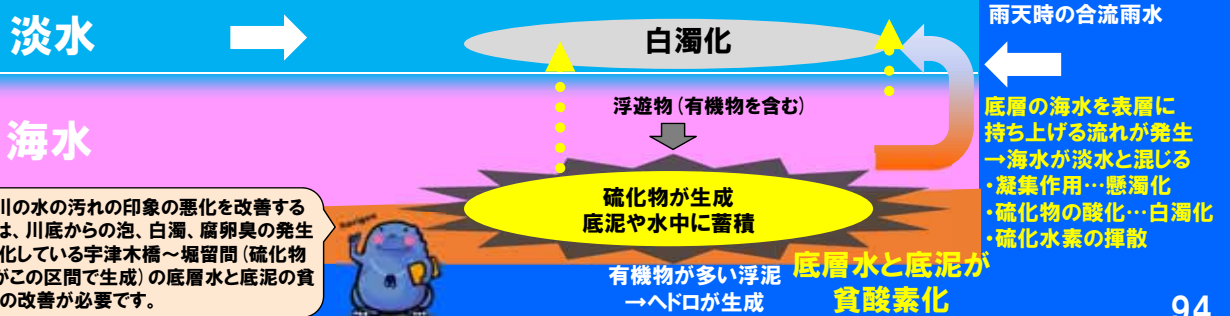 淡水
白濁化
雨天時の合流雨水
海水
浮遊物(有機物を含む)
底層の海水を表層に
持ち上げる流れが発生
→海水が淡水と混じる
・凝集作用…懸濁化
・硫化物の酸化…白濁化
・硫化水素の揮散
硫化物が生成
底泥や水中に蓄積
川の水の汚れの印象の悪化を改善する
は、川底からの泡、白濁、腐卵臭の発生
化している宇津木橋～堀留間(硫化物
がこの区間で生成)の底層水と底泥の貧
の改善が必要です。
有機物が多い浮泥
→ヘドロが生成
底層水と底泥が
貧酸素化
94